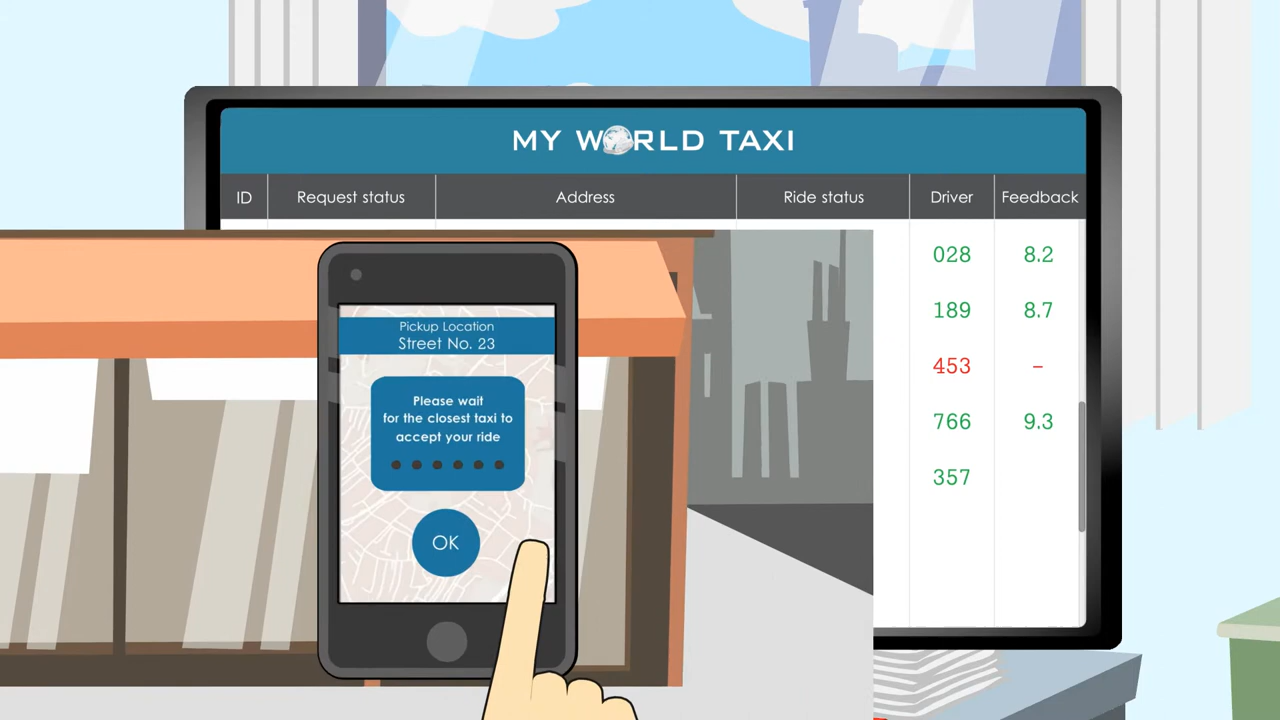 MY WORLD TAXI
ID Request status Address Ride status Driver Feedback
028 8.2
189 8.7
453 –
766 9.3
357
Pickup Location
Street No. 23
Please wait
for the closest taxi to
accept your ride
OK